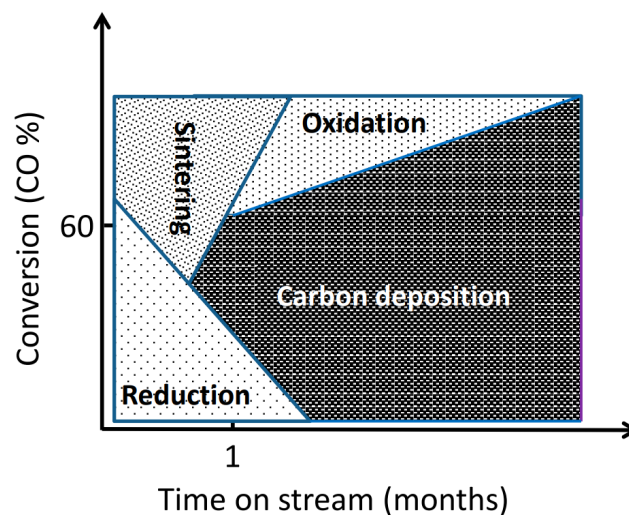 Conversion (CO %)
60
Sintering
Oxidation
Carbon deposition
Reduction
1
Time on stream (months)